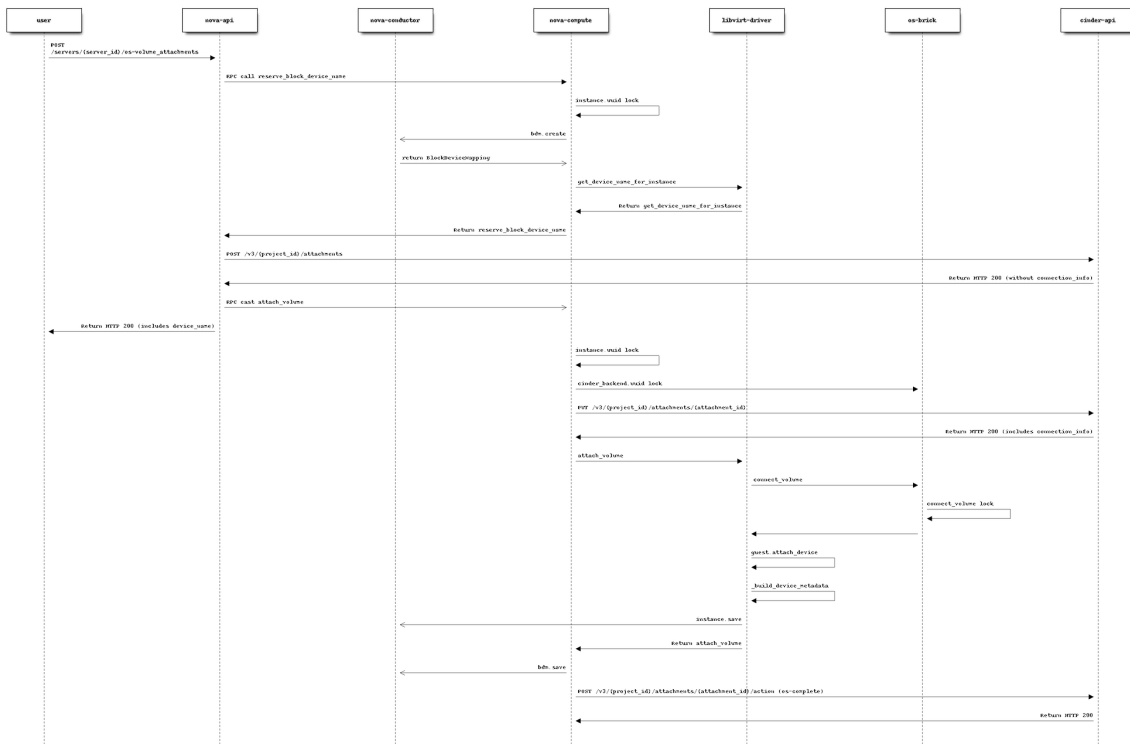 user nova-api nova-conductor nova-compute libvirt-driver os-brick cinder-api
POST
/servers/{server_id}/os-volume_attachments
RPC call reserve_block_device_name
instance.uuid lock
bdm.create
return BlockDeviceMapping
get_device_name_for_instance
Return get_device_name_for_instance
Return reserve_block_device_name
POST /v3/{project_id}/attachments
Return HTTP 200 (without connection_info)
RPC cast attach_volume
Return HTTP 200 (includes device_name)
instance.uuid lock
cinder_backend.uuid lock
PUT /v3/{project_id}/attachments/{attachment_id}
Return HTTP 200 (includes connection_info)
attach_volume
connect_volume
connect_volume lock
guest.attach_device
_build_device_metadata
instance.save
Return attach_volume
bdm.save
POST /v3/{project_id}/attachments/{attachment_id}/action (os-complete)
Return HTTP 200